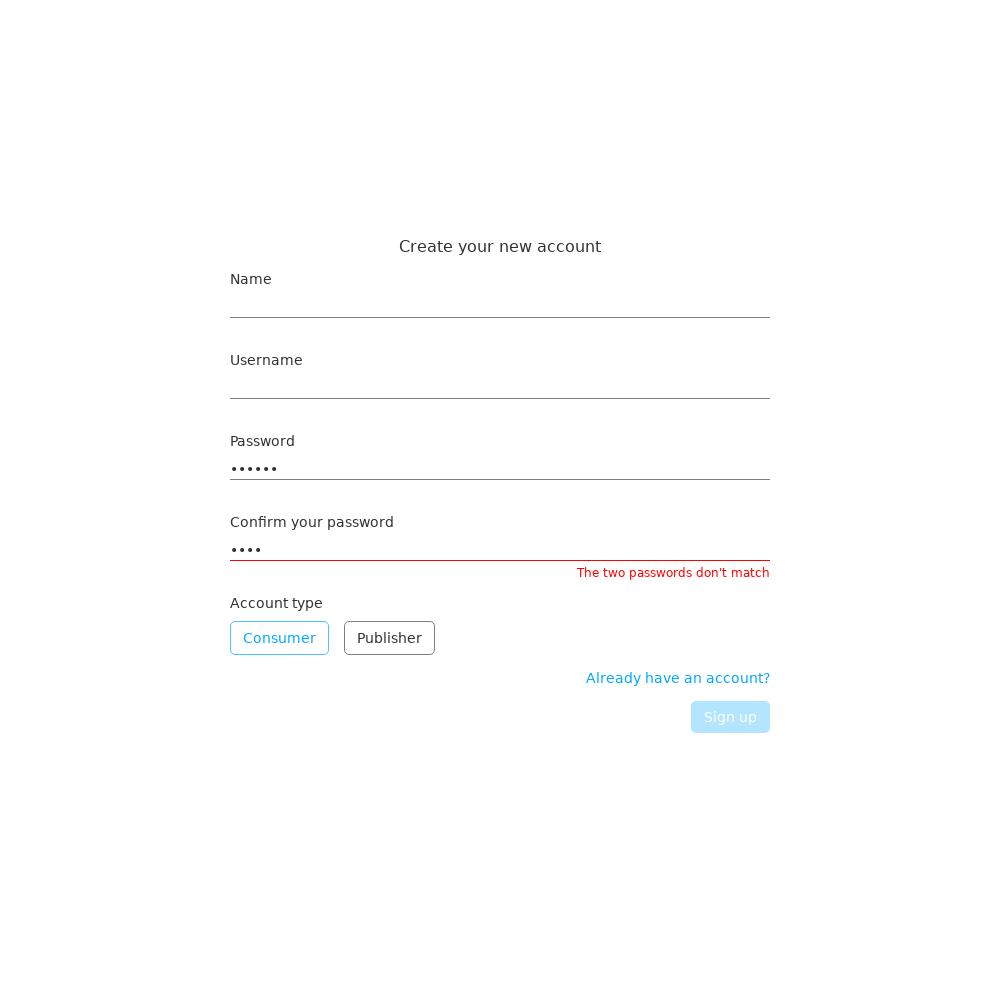 Create your new account
Name
Username
Password
••••••
Confirm your password
••••
The two passwords don't match
Account type
Consumer Publisher
Already have an account?
Sign up